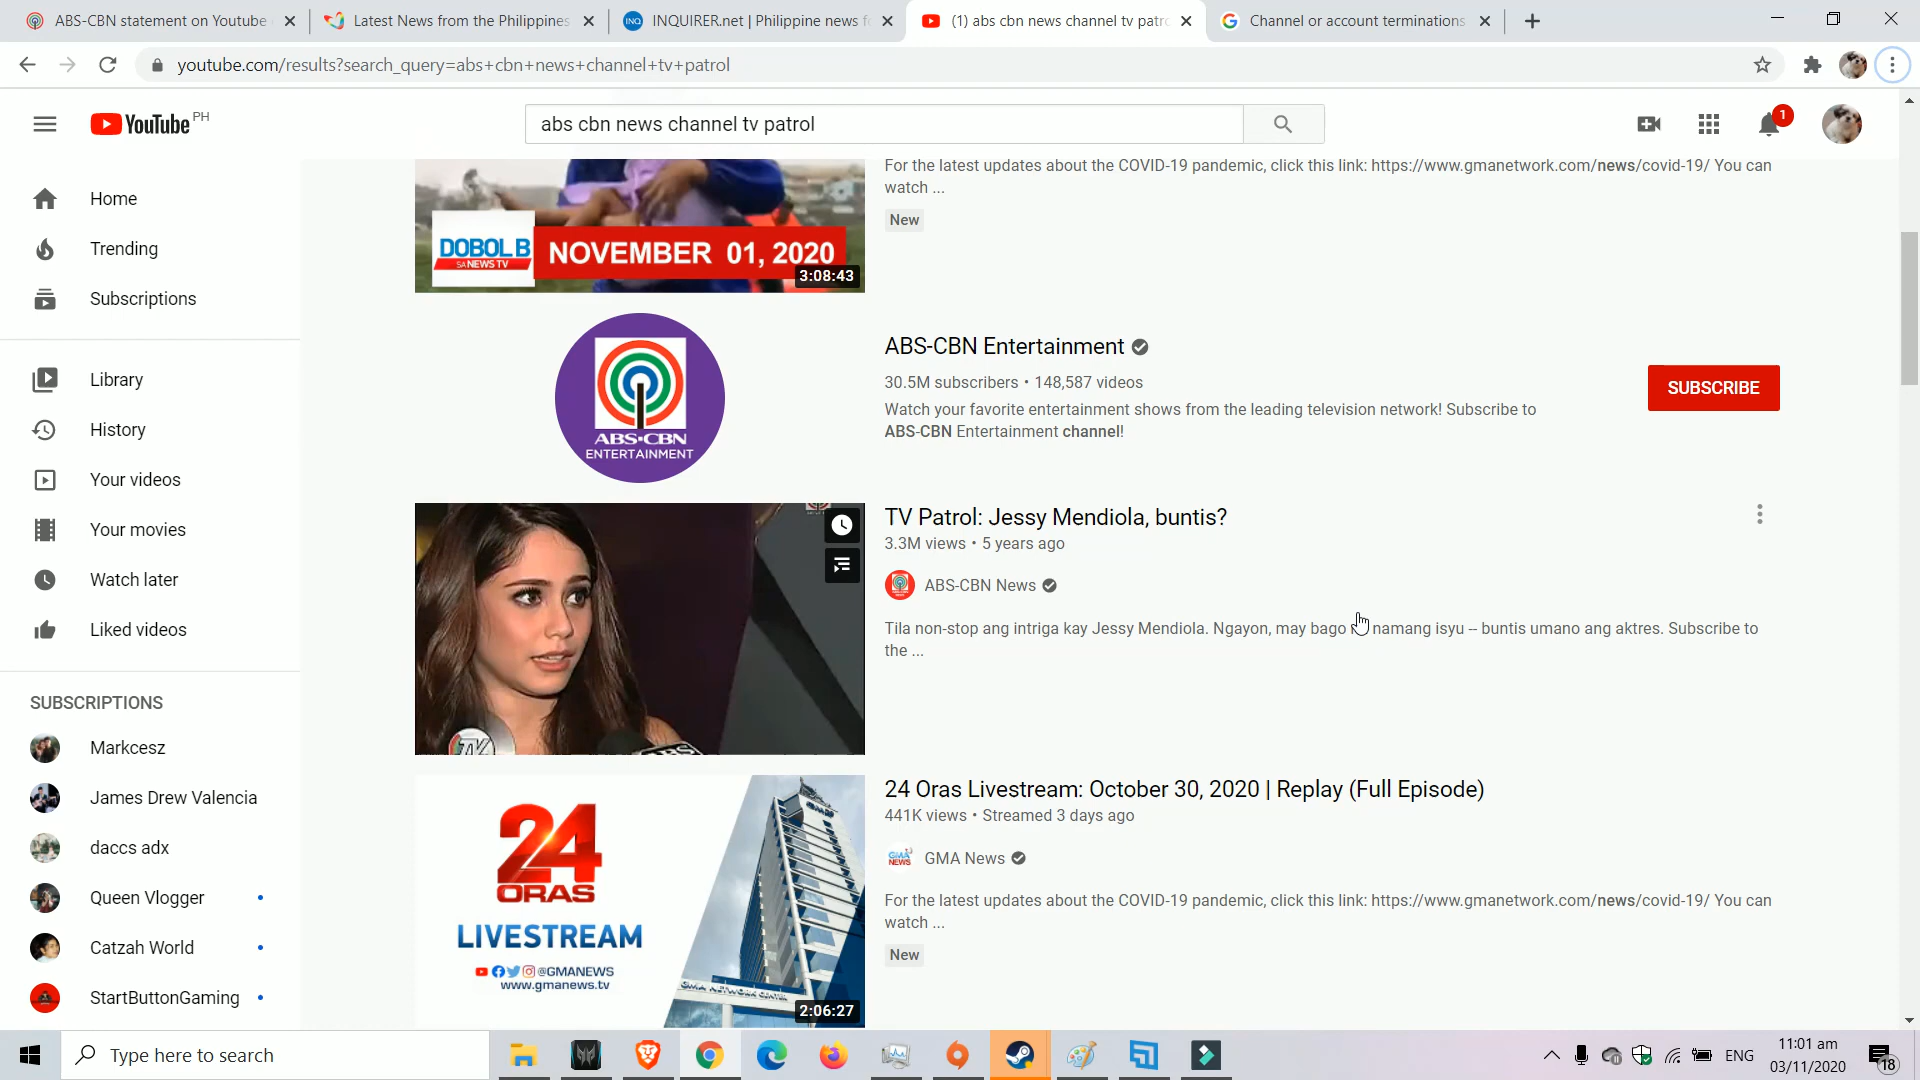 ABS-CBN statement on Youtube
Latest News from the Philippines
INQUIRER.net | Philippine news f
(1) abs cbn news channel tv patro
Channel or account terminations
youtube.com/results?search_query=abs+cbn+news+channel+tv+patrol
YouTube PH
abs cbn news channel tv patrol
1
Home
Trending
Subscriptions
Library
History
Your videos
Your movies
Watch later
Liked videos
SUBSCRIPTIONS
Markcesz
James Drew Valencia
daccs adx
Queen Vlogger
Catzah World
StartButtonGaming
DOBOL B
SA NEWS TV
NOVEMBER 01, 2020
3:08:43
For the latest updates about the COVID-19 pandemic, click this link: https://www.gmanetwork.com/news/covid-19/ You can
watch ...
New
ABS-CBN
ENTERTAINMENT
ABS-CBN Entertainment
30.5M subscribers • 148,587 videos
Watch your favorite entertainment shows from the leading television network! Subscribe to
ABS-CBN Entertainment channel!
SUBSCRIBE
TV
ABS
TV Patrol: Jessy Mendiola, buntis?
3.3M views • 5 years ago
ABS-CBN News
Tila non-stop ang intriga kay Jessy Mendiola. Ngayon, may bago namang isyu -- buntis umano ang aktres. Subscribe to
the ...
24
ORAS
LIVESTREAM
@GMANEWS
www.gmanews.tv
GMA NETWORK CENTER
2:06:27
24 Oras Livestream: October 30, 2020 | Replay (Full Episode)
441K views • Streamed 3 days ago
GMA NEWS
GMA News
For the latest updates about the COVID-19 pandemic, click this link: https://www.gmanetwork.com/news/covid-19/ You can
watch ...
New
Type here to search
ENG
11:01 am
03/11/2020
18